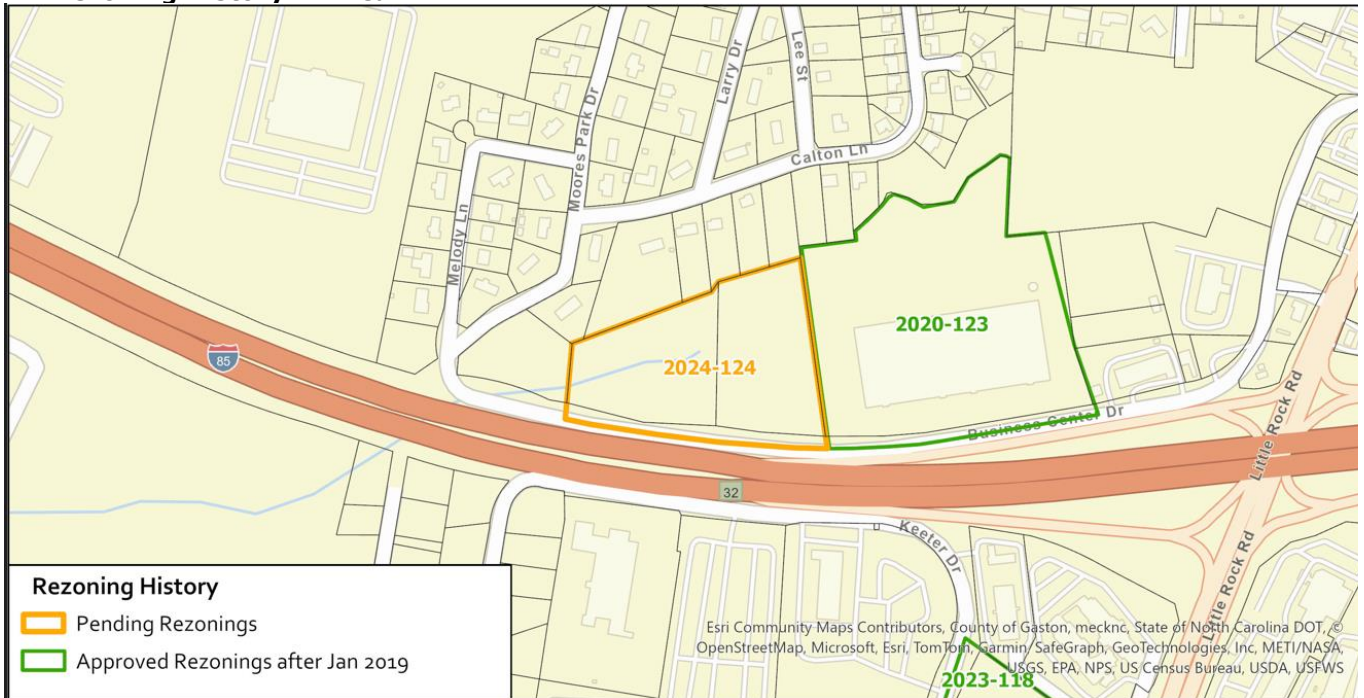 Larry Dr
Lee St
Moores Park Dr
Calton Ln
Melody Ln
2020-123
85
2024-124
Business Center Dr
Little Rock Rd
32
Keeter Dr
Little Rock Rd
Rezoning History
Pending Rezonings
Approved Rezonings after Jan 2019
Esri Community Maps Contributors, County of Gaston, mecknc, State of North Carolina DOT, ©
OpenStreetMap, Microsoft, Esri, TomTom, Garmin, SafeGraph, GeoTechnologies, Inc, METI/NASA,
USGS, EPA, NPS, US Census Bureau, USDA, USFWS
2023-118